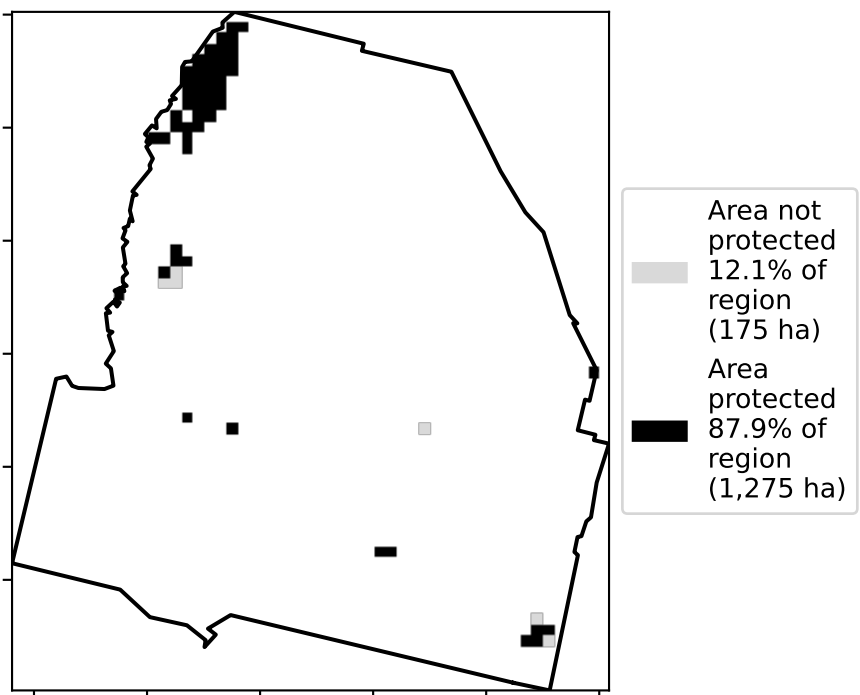 Area not
protected
12.1% of
region
(175 ha)
Area
protected
87.9% of
region
(1,275 ha)